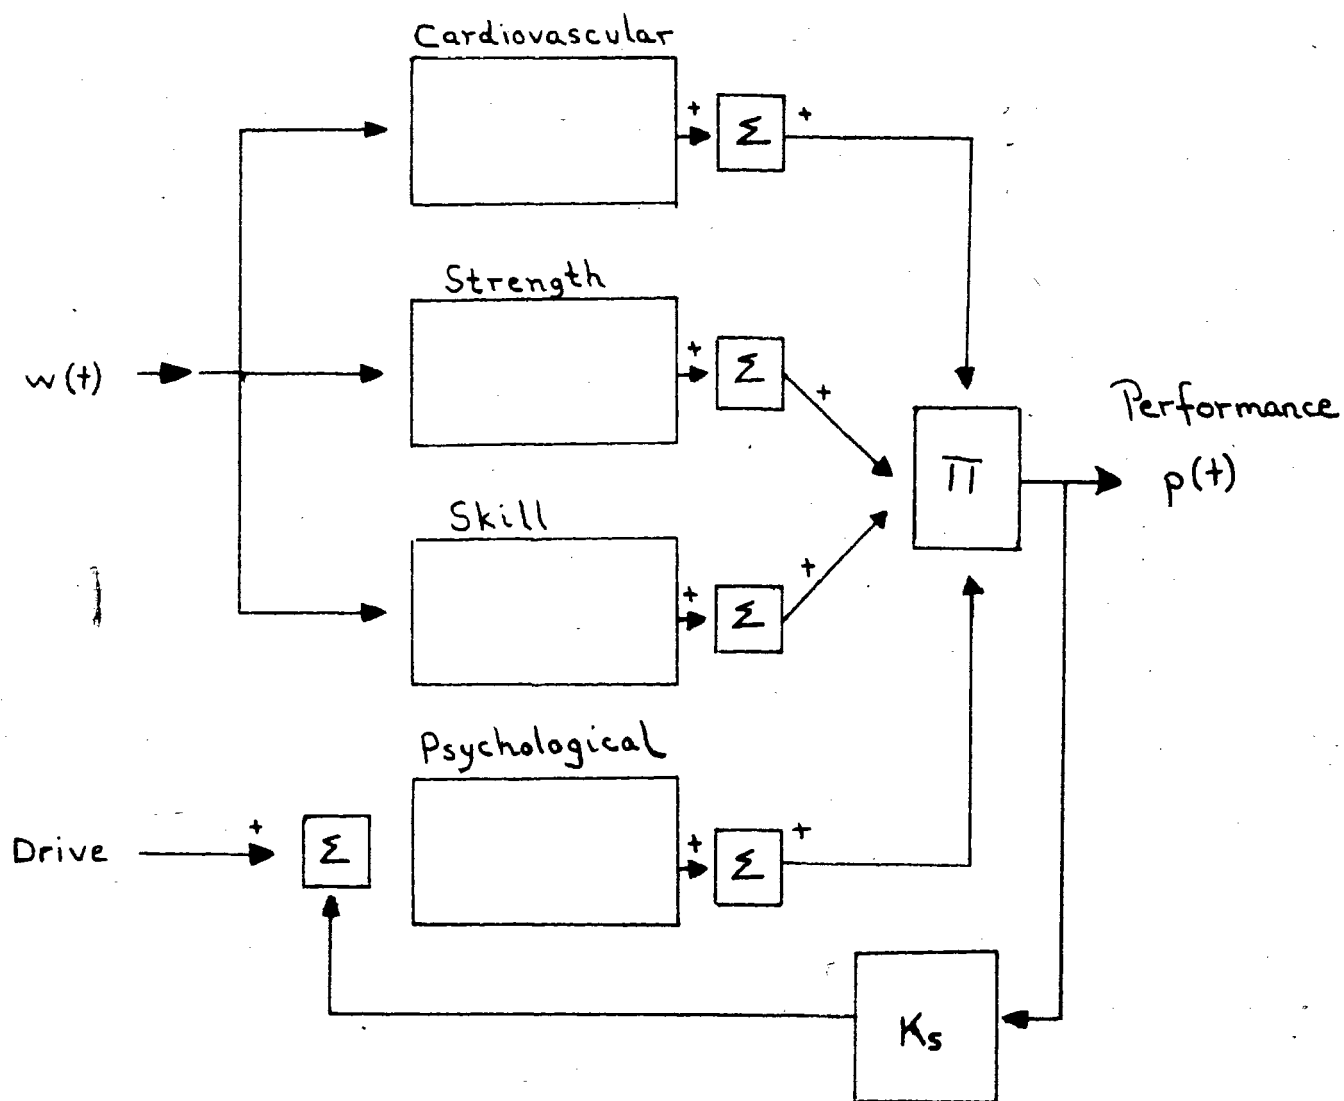 Cardiovascular
+ Σ +
Strength
+ Σ +
w(t)
Performance
π
p(t)
Skill
+ Σ +
Psychological
Drive + Σ
+ Σ +
Ks